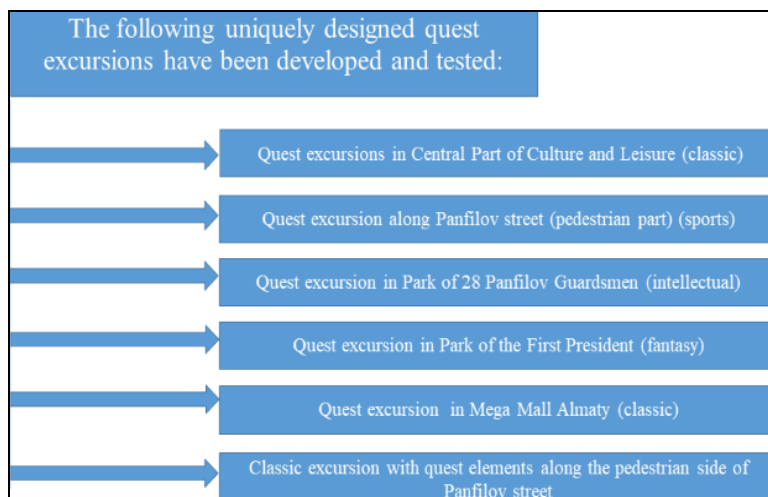 The following uniquely designed quest
excursions have been developed and tested:
Quest excursions in Central Part of Culture and Leisure (classic)
Quest excursion along Panfilov street (pedestrian part) (sports)
Quest excursion in Park of 28 Panfilov Guardsmen (intellectual)
Quest excursion in Park of the First President (fantasy)
Quest excursion in Mega Mall Almaty (classic)
Classic excursion with quest elements along the pedestrian side of
Panfilov street